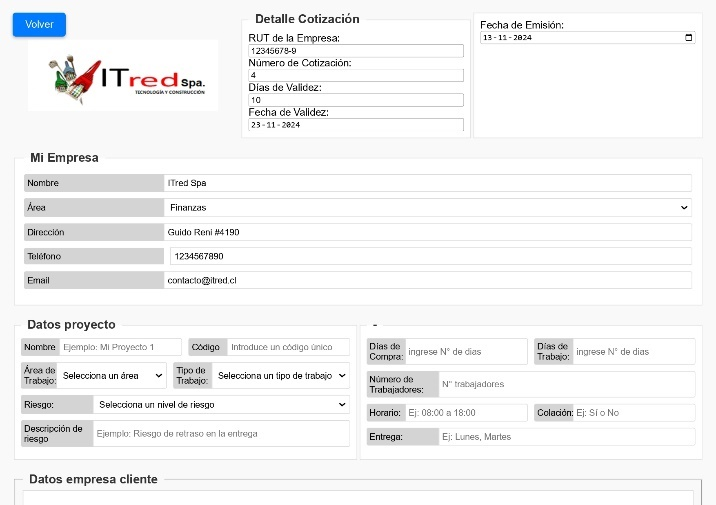 Volver
ITred Spa.
TECNOLOGÍA Y CONSTRUCCIÓN
Detalle Cotización
RUT de la Empresa:
12345678-9
Número de Cotización:
4
Días de Validez:
10
Fecha de Validez:
23-11-2024
Fecha de Emisión:
13-11-2024
Mi Empresa
Nombre ITred Spa
Área Finanzas
Dirección Guido Reni #4190
Teléfono 1234567890
Email contacto@itred.cl
Datos proyecto
Nombre Ejemplo: Mi Proyecto 1 Código Introduce un código único
Área de Trabajo: Selecciona un área Tipo de Trabajo: Selecciona un tipo de trabajo
Riesgo: Selecciona un nivel de riesgo
Descripción de riesgo Ejemplo: Riesgo de retraso en la entrega
-
Días de Compra: ingrese N° de dias Días de Trabajo: ingrese N° de dias
Número de Trabajadores: N° trabajadores
Horario: Ej: 08:00 a 18:00 Colación: Ej: Sí o No
Entrega: Ej: Lunes, Martes
Datos empresa cliente